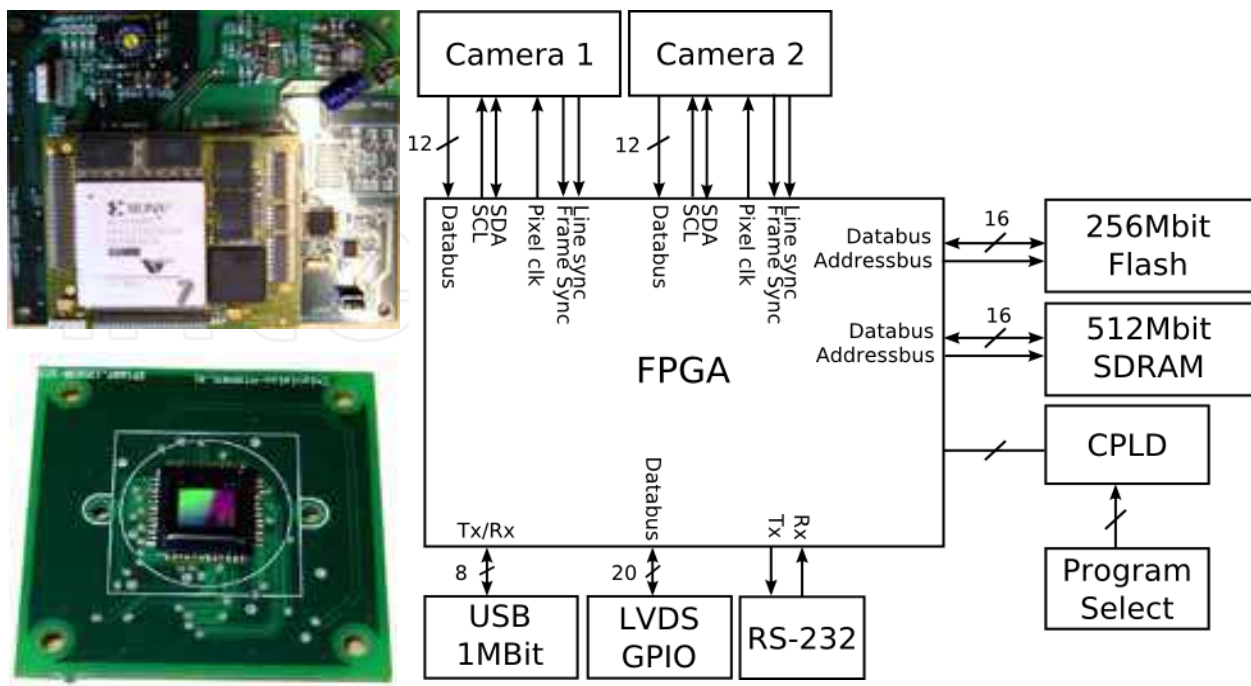 Camera 1
Camera 2
12
12
Databus
SCL
SDA
Pixel clk
Frame Sync
Line sync
Databus
SCL
SDA
Pixel clk
Frame Sync
Line sync
Databus
Addressbus
16
256Mbit
Flash
Databus
Addressbus
16
512Mbit
SDRAM
FPGA
CPLD
Program
Select
Tx/Rx
Databus
Tx
Rx
8
20
USB
1MBit
LVDS
GPIO
RS-232